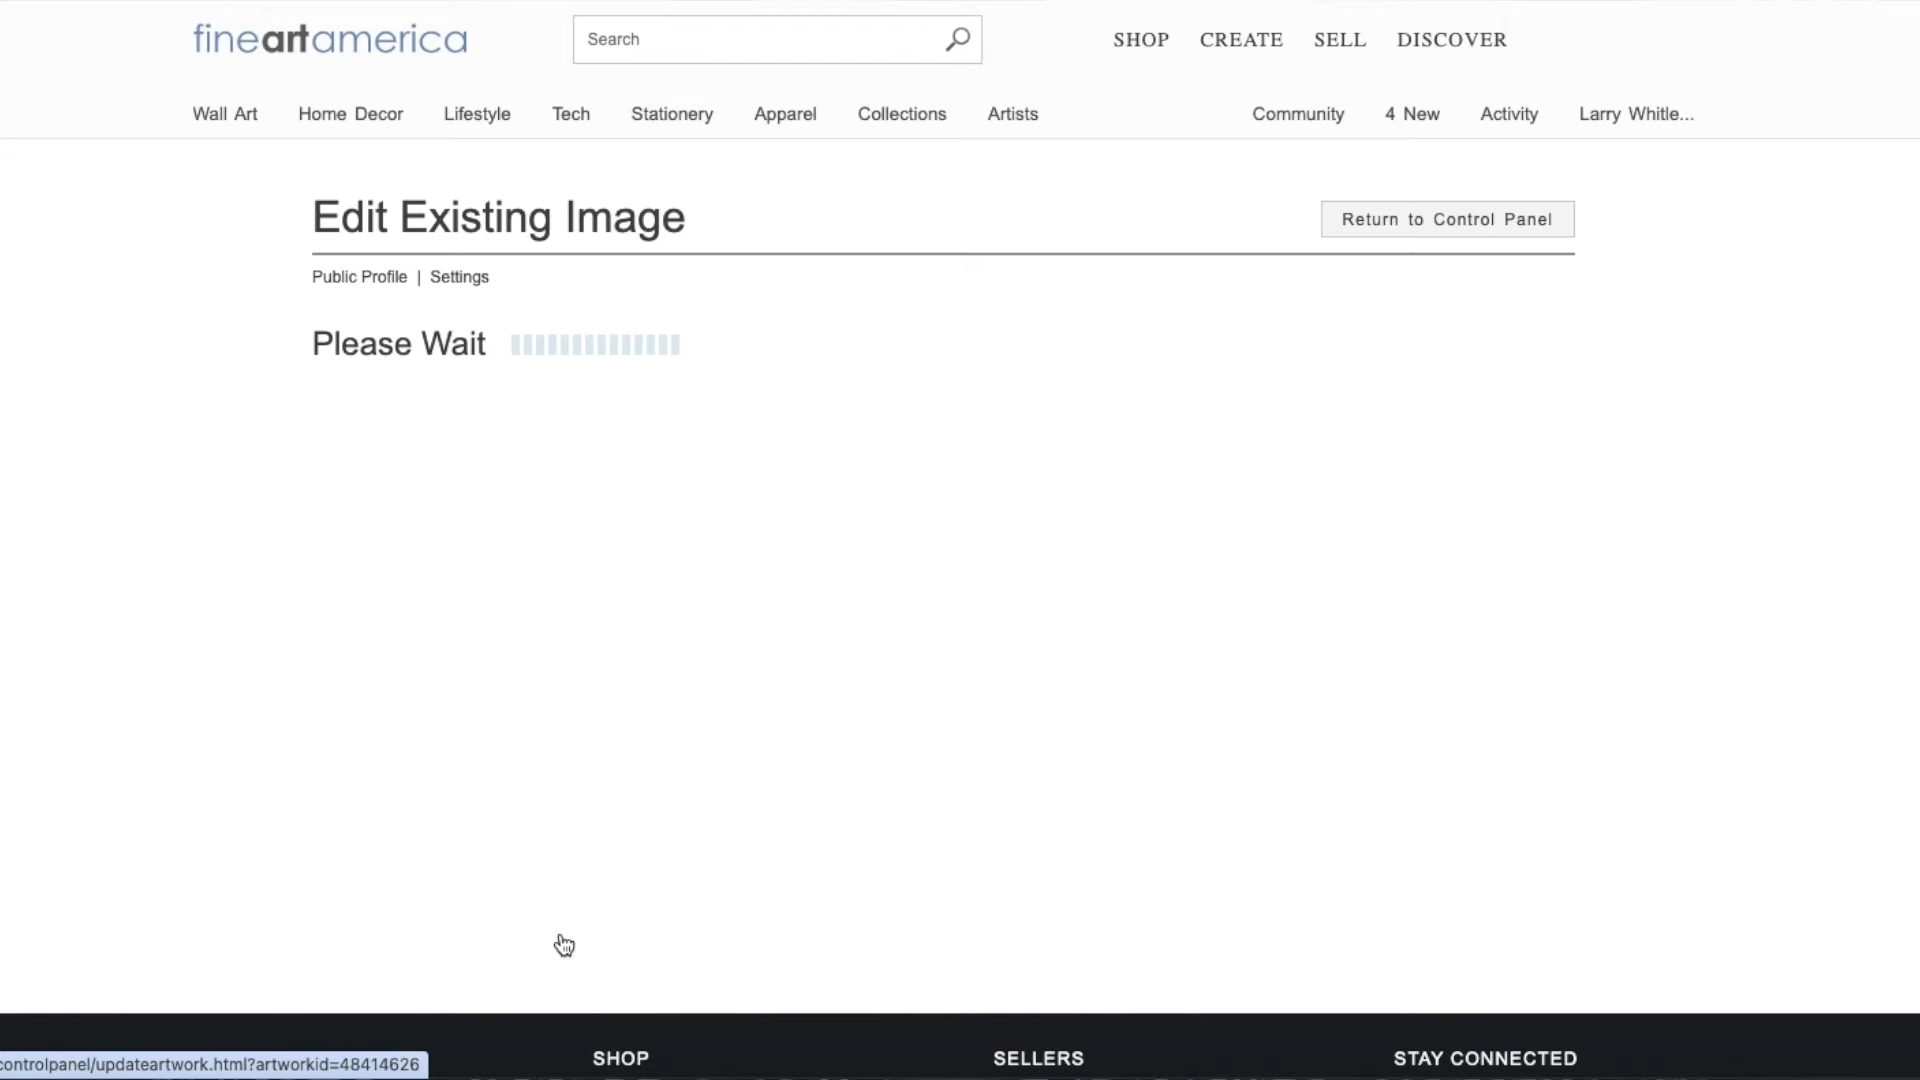 fineartamerica
Search
SHOP CREATE SELL DISCOVER
Wall Art Home Decor Lifestyle Tech Stationery Apparel Collections Artists Community 4 New Activity Larry Whitle...
Edit Existing Image
Return to Control Panel
Public Profile | Settings
Please Wait
SHOP SELLERS STAY CONNECTED
controlpanel/updateartwork.html?artworkid=48414626